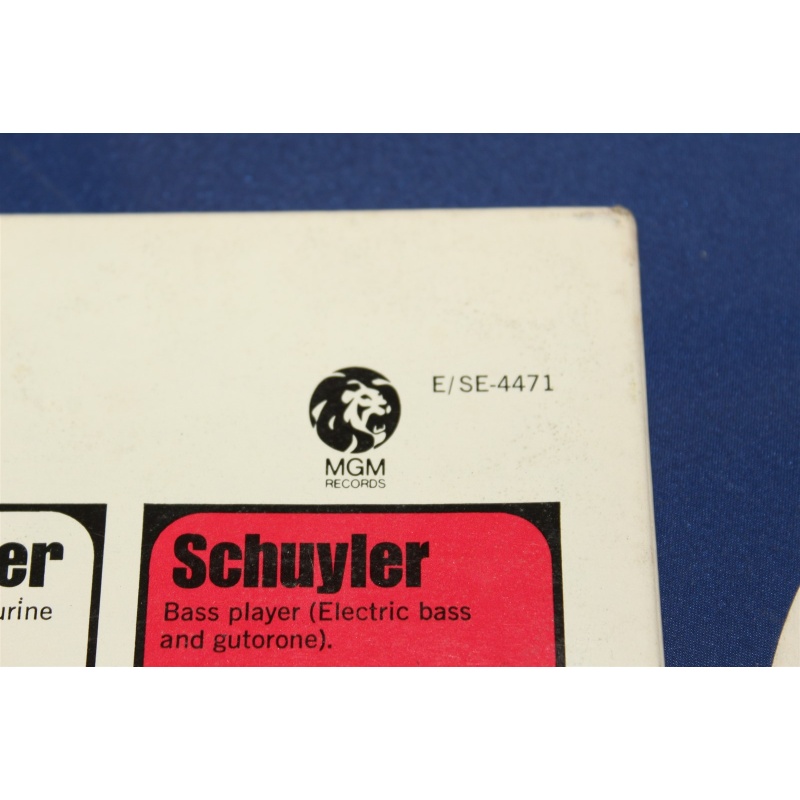 E/SE-4471
MGM
RECORDS
er
urine
Schuyler
Bass player (Electric bass
and gutorone).